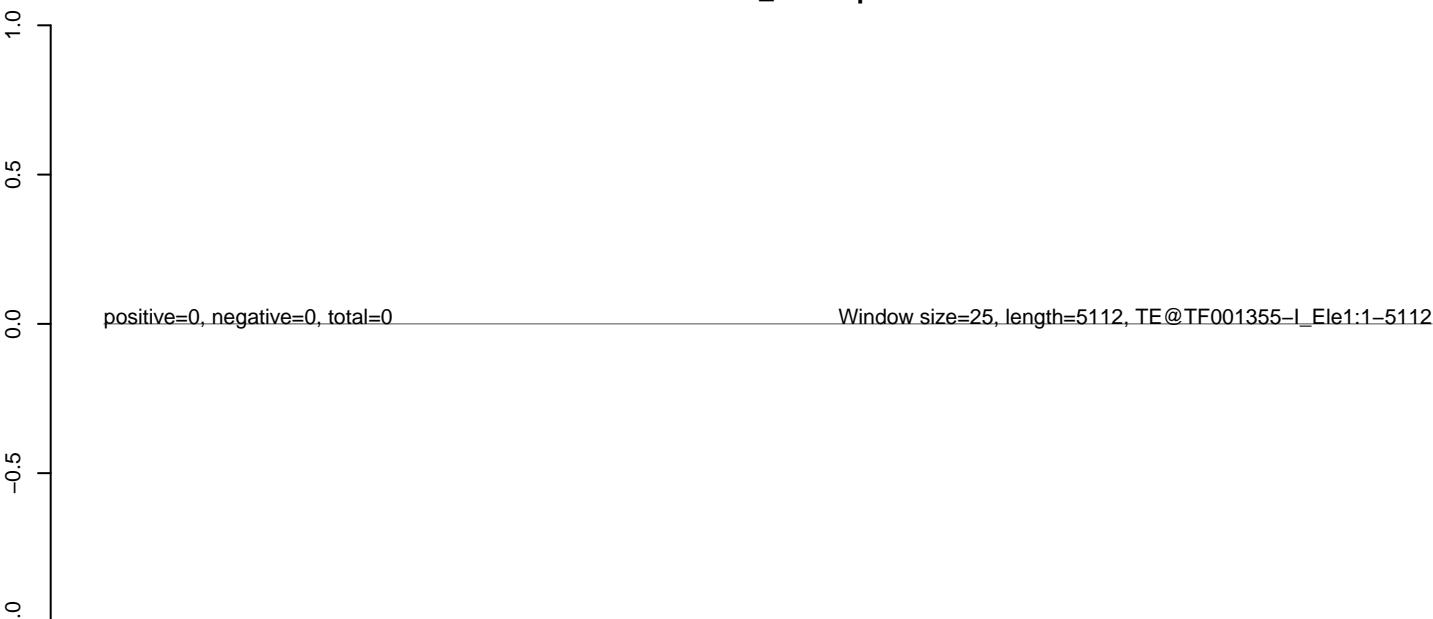 1.0
0.5
positive=0, negative=0, total=0
Window size=25, length=5112, TE@TF001355−I_Ele1:1−5112
0.0
−0.5